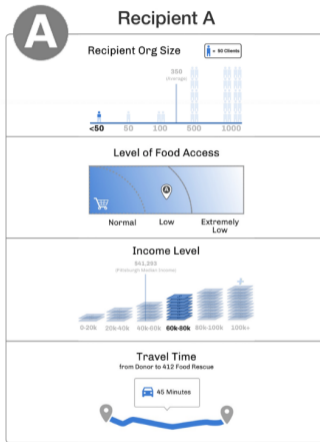 A
Recipient A
Recipient Org Size
= 50 Clients
350
(Average)
<50 50 100 500 1000
Level of Food Access
A
Normal Low Extremely Low
Income Level
$51,293
(Pittsburgh Median Income)
0-20k 20k-40k 40k-60k 60k-80k 80k-100k 100k+
Travel Time
from Donor to 412 Food Rescue
45 Minutes